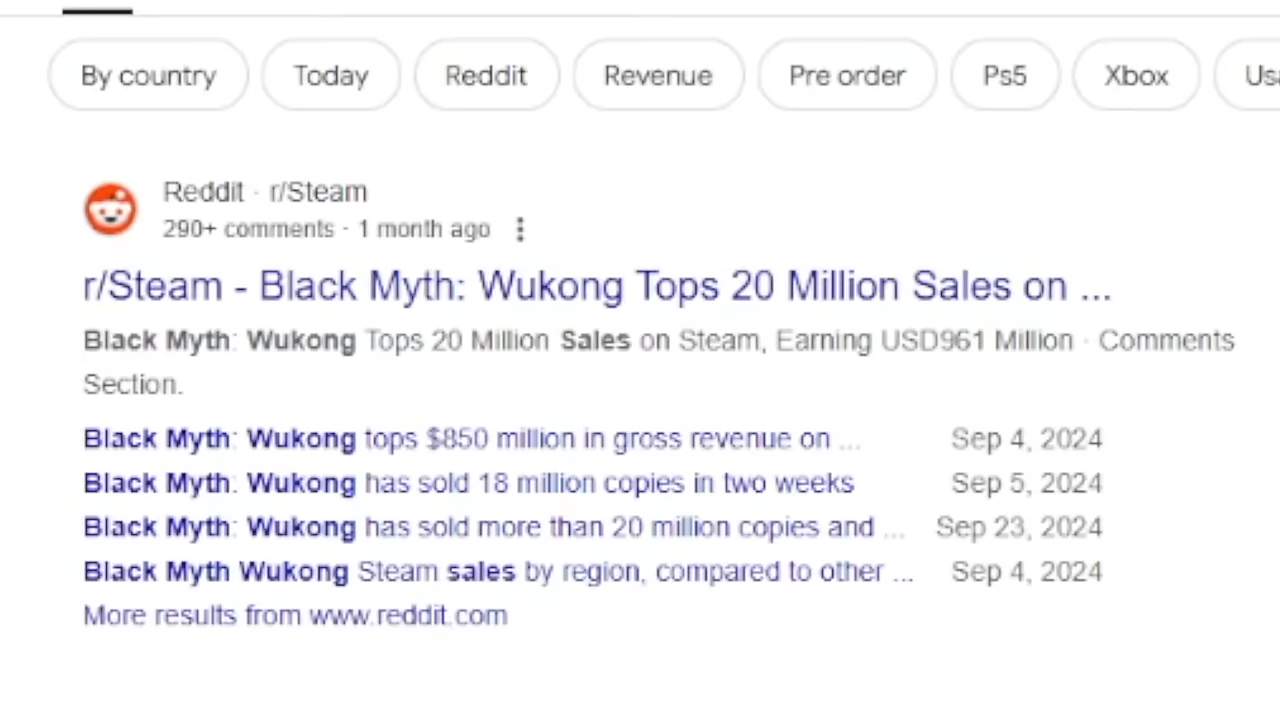 By country Today Reddit Revenue Pre order Ps5 Xbox
Reddit · r/Steam
290+ comments · 1 month ago
r/Steam - Black Myth: Wukong Tops 20 Million Sales on ...
Black Myth: Wukong Tops 20 Million Sales on Steam, Earning USD961 Million · Comments
Section.
Black Myth: Wukong tops $850 million in gross revenue on ... Sep 4, 2024
Black Myth: Wukong has sold 18 million copies in two weeks Sep 5, 2024
Black Myth: Wukong has sold more than 20 million copies and ... Sep 23, 2024
Black Myth Wukong Steam sales by region, compared to other ... Sep 4, 2024
More results from www.reddit.com